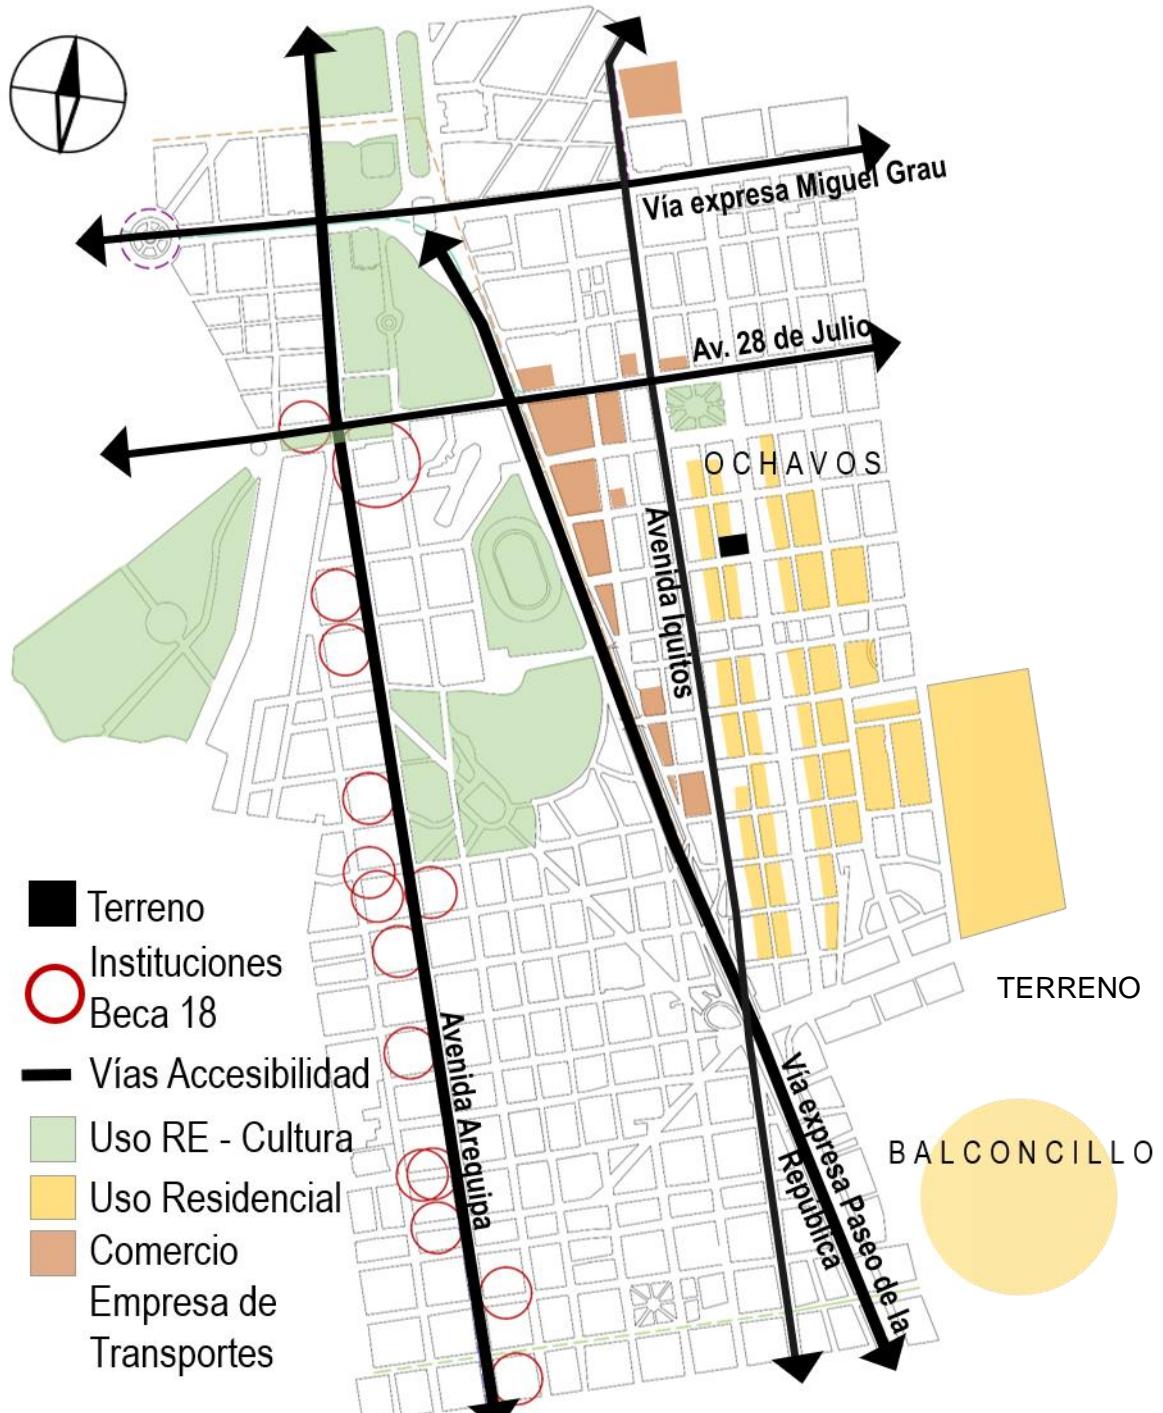 Vía expresa Miguel Grau
Av. 28 de Julio
OCHAVOS
Avenida Iquitos
Terreno
Instituciones
Beca 18
Vías Accesibilidad
Uso RE - Cultura
Uso Residencial
Comercio
Empresa de
Transportes
Avenida Arequipa
TERRENO
Vía expresa Paseo de la
República
BALCONCILLO